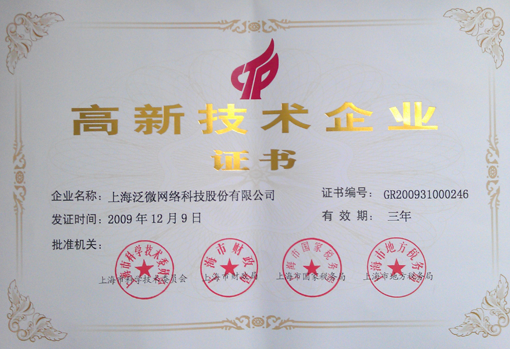 高新技术企业
证书
企业名称：上海泛微网络科技股份有限公司 证书编号：GR200931000246
发证时间：2009年12月9日 有效期：三年
批准机关：
上海市科学技术委员会 上海市财政局 上海市国家税务局 上海市地方税务局